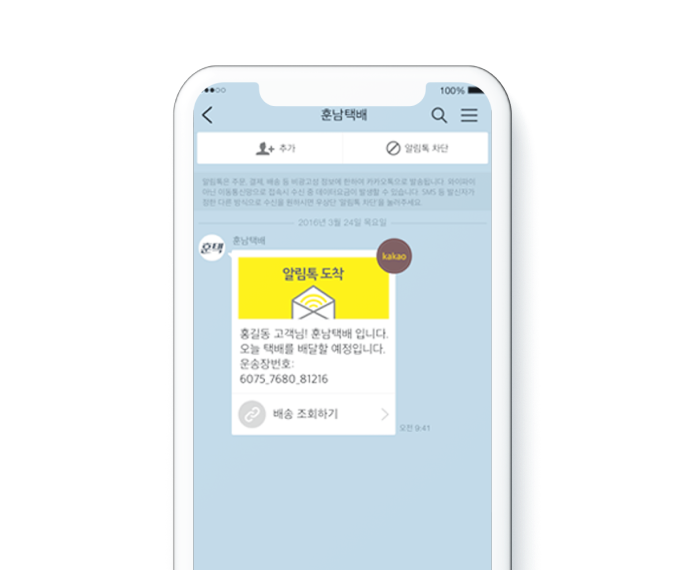 100%
훈남택배
추가
알림톡 차단
알림톡은 주문, 결제, 배송 등 비광고성 정보에 한하여 카카오톡으로 발송됩니다. 와이파이
아닌 이동통신망으로 접속시 수신 중 데이터요금이 발생할 수 있습니다. SMS 등 발신자가
정한 다른 방식으로 수신을 원하시면 우상단 '알림톡 차단'을 눌러주세요.
2016년 3월 24일 목요일
훈택
훈남택배
kakao
알림톡 도착
홍길동 고객님! 훈남택배 입니다.
오늘 택배를 배달할 예정입니다.
운송장번호:
6075_7680_81216
배송 조회하기
오전 9:41